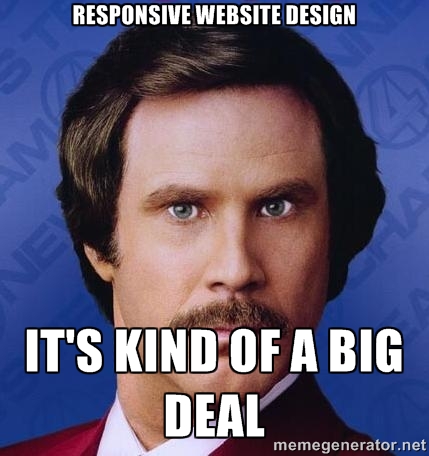 RESPONSIVE WEBSITE DESIGN
IT'S KIND OF A BIG
DEAL
memegenerator.net